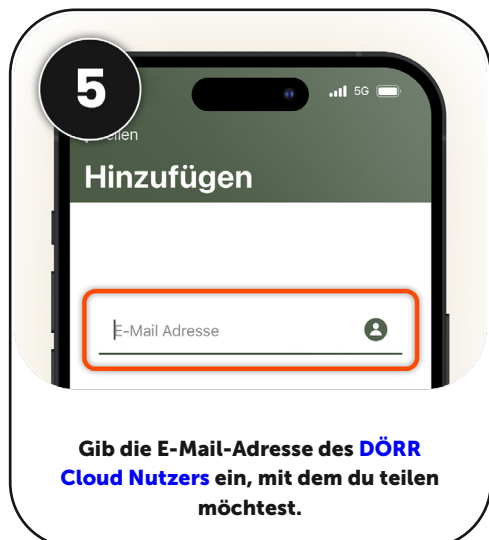 5
5G
Hinzufügen
E-Mail Adresse
Gib die E-Mail-Adresse des DÖRR
Cloud Nutzers ein, mit dem du teilen
möchtest.